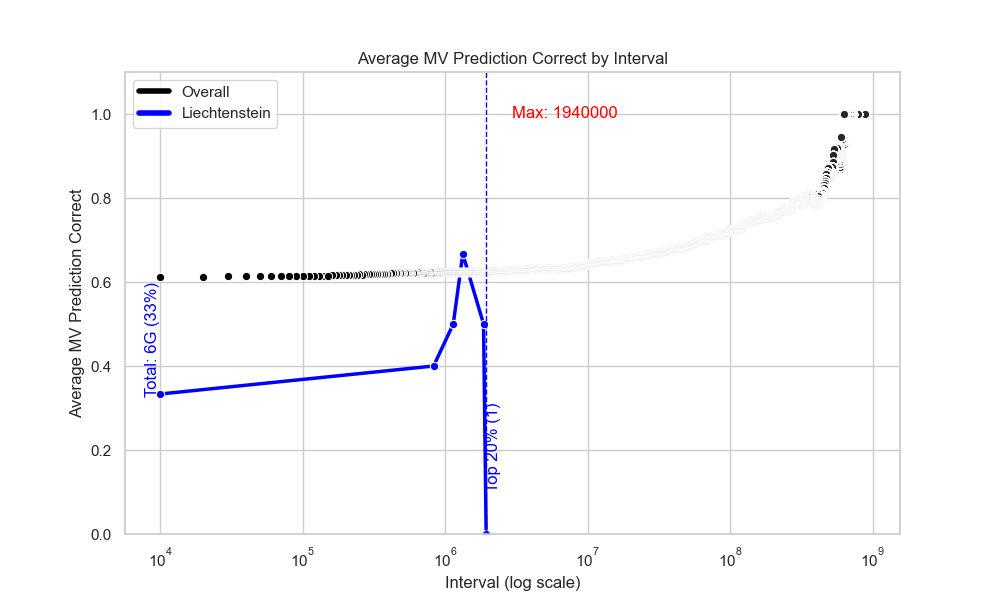 Average MV Prediction Correct by Interval
Overall
Liechtenstein
Max: 1940000
Average MV Prediction Correct
1.0
0.8
0.6
0.4
0.2
0.0
Total: 6G (33%)
Top 20% (1)
10^4
10^5
10^6
10^7
10^8
10^9
Interval (log scale)